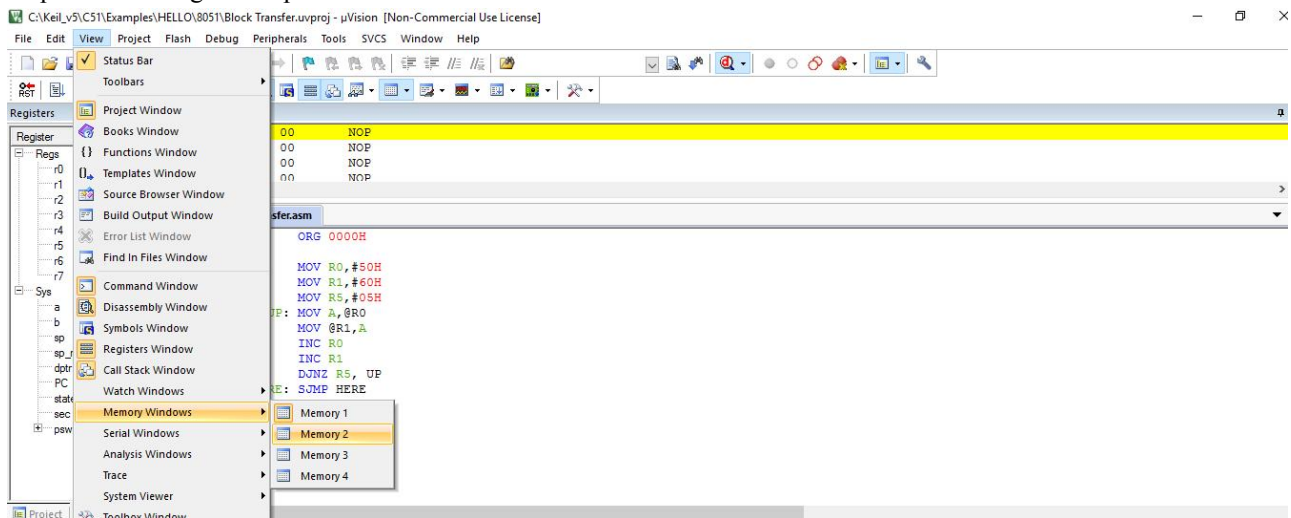 C:\Keil_v5\C51\Examples\HELLO\8051\Block Transfer.uvproj - µVision [Non-Commercial Use License]
File Edit View Project Flash Debug Peripherals Tools SVCS Window Help
Status Bar
Toolbars
RST
Registers
Project Window
Register
Books Window
00 NOP
Regs
Functions Window
00 NOP
r0
Templates Window
00 NOP
r1
00 NOP
r2
Source Browser Window
r3
Build Output Window
sfer.asm
r4
Error List Window
ORG 0000H
r5
r6
Find In Files Window
MOV R0,#50H
r7
MOV R1,#60H
Sys
Command Window
MOV R5,#05H
a
Disassembly Window
UP: MOV A,@R0
b
Symbols Window
MOV @R1,A
sp
Registers Window
INC R0
INC R1
dptr
Call Stack Window
DJNZ R5, UP
PC
Watch Windows
RE: SJMP HERE
state
sec
Memory Windows
Memory 1
psw
Serial Windows
Memory 2
Analysis Windows
Memory 3
Trace
Memory 4
System Viewer
Project
Toolbox Window